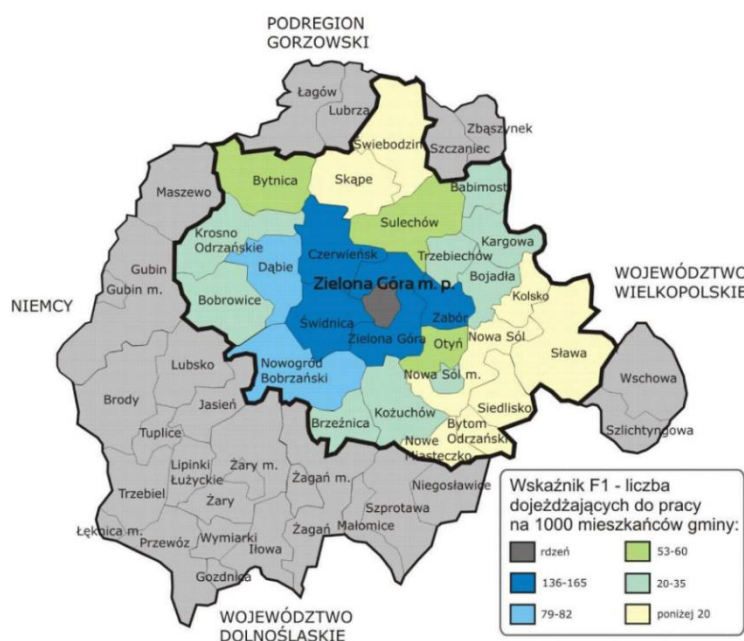 PODREGION
GORZOWSKI
Łagów
Lubrza
Zbąszynek
Szczaniec
Świebodzin
Skąpe
Bytnica
Maszewo
Babimost
Sulechów
Krosno
Odrzańskie
Czerwieńsk
Trzebiechów
Kargowa
Gubin
Gubin m.
Dąbie
Bojadła
Zielona Góra m. p.
WOJEWÓDZTWO
WIELKOPOLSKIE
NIEMCY
Bobrowice
Kolsko
Zabór
Świdnica
Zielona Góra
Otyń
Nowa Sól
Sława
Lubsko
Nowogród
Bobrzański
Nowa Sól m.
Wschowa
Brody
Jasień
Siedlisko
Szlichtyngowa
Tuplice
Brzeźnica
Kożuchów
Bytom
Odrzański
Nowe
Miasteczko
Lipinki
Łużyckie
Żary m.
Żagań m.
Niegosławice
Trzebiel
Żary
Szprotawa
Łęknica m.
Przewóz
Wymiarki
Iłowa
Żagań
Małomice
Gozdnica
WOJEWÓDZTWO
DOLNOŚLĄSKIE
Wskaźnik F1 - liczba
dojeżdżających do pracy
na 1000 mieszkańców gminy:
rdzeń
53-60
136-165
20-35
79-82
poniżej 20